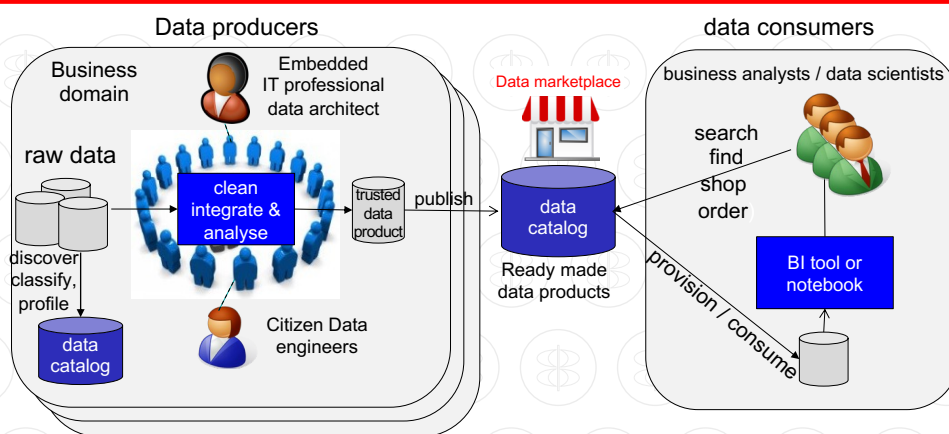 Data producers
data consumers
Business
domain
Embedded
IT professional
data architect
raw data
clean
integrate &
analyse
trusted
data
product
publish
discover
classify,
profile
data
catalog
Citizen Data
engineers
Data marketplace
data
catalog
Ready made
data products
business analysts / data scientists
search
find
shop
order
provision / consume
BI tool or
notebook